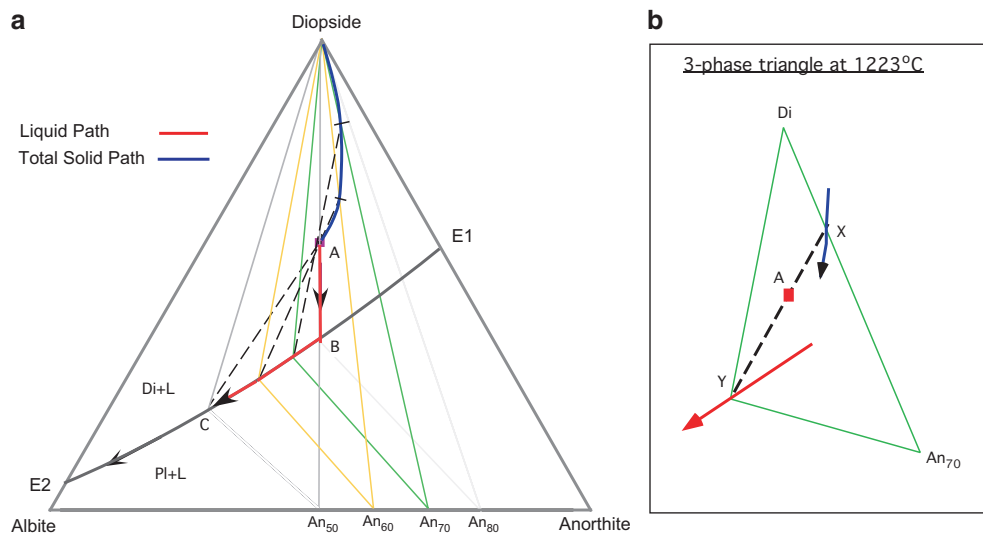 a
Diopside
Liquid Path
Total Solid Path
A
E1
B
Di+L
C
Pl+L
E2
Albite
An50
An60
An70
An80
Anorthite
b
3-phase triangle at 1223°C
Di
X
A
Y
An70